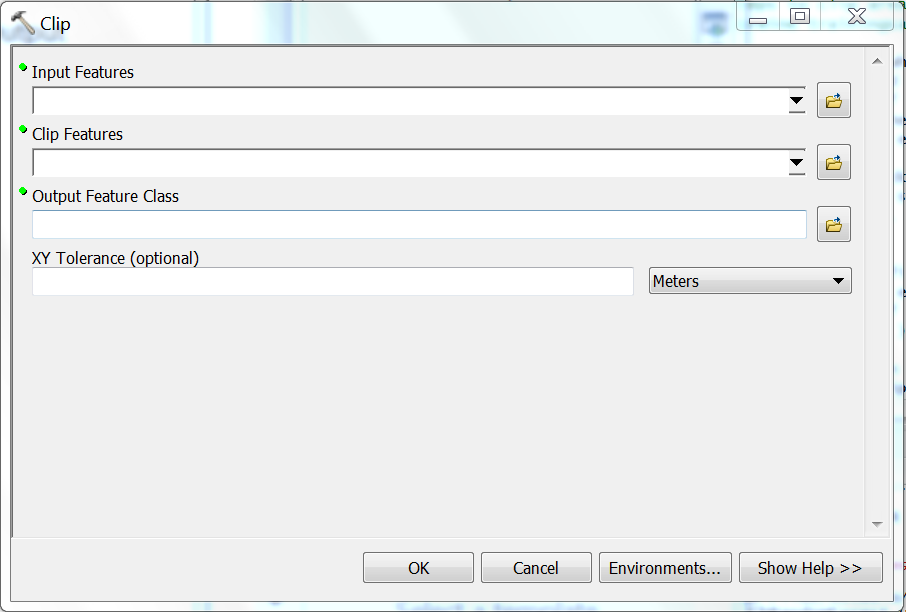 Clip
Input Features
Clip Features
Output Feature Class
XY Tolerance (optional)
Meters
OK Cancel Environments... Show Help >>